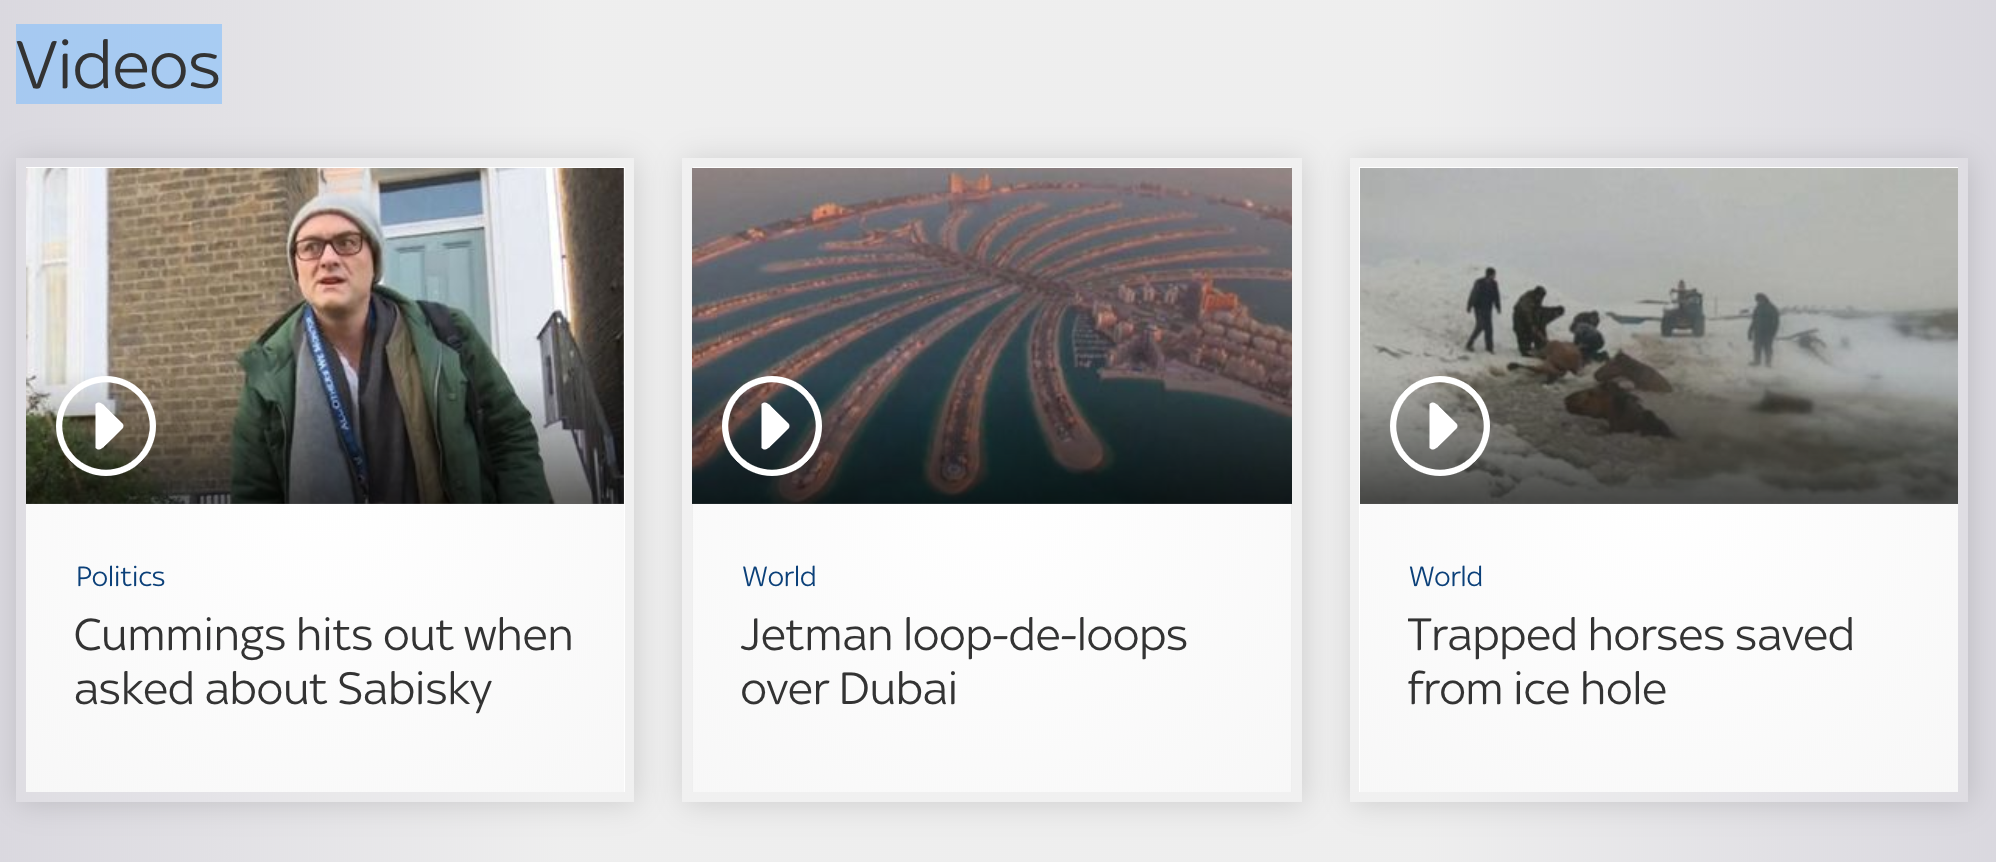 Videos
Politics
Cummings hits out when
asked about Sabisky
World
Jetman loop-de-loops
over Dubai
World
Trapped horses saved
from ice hole